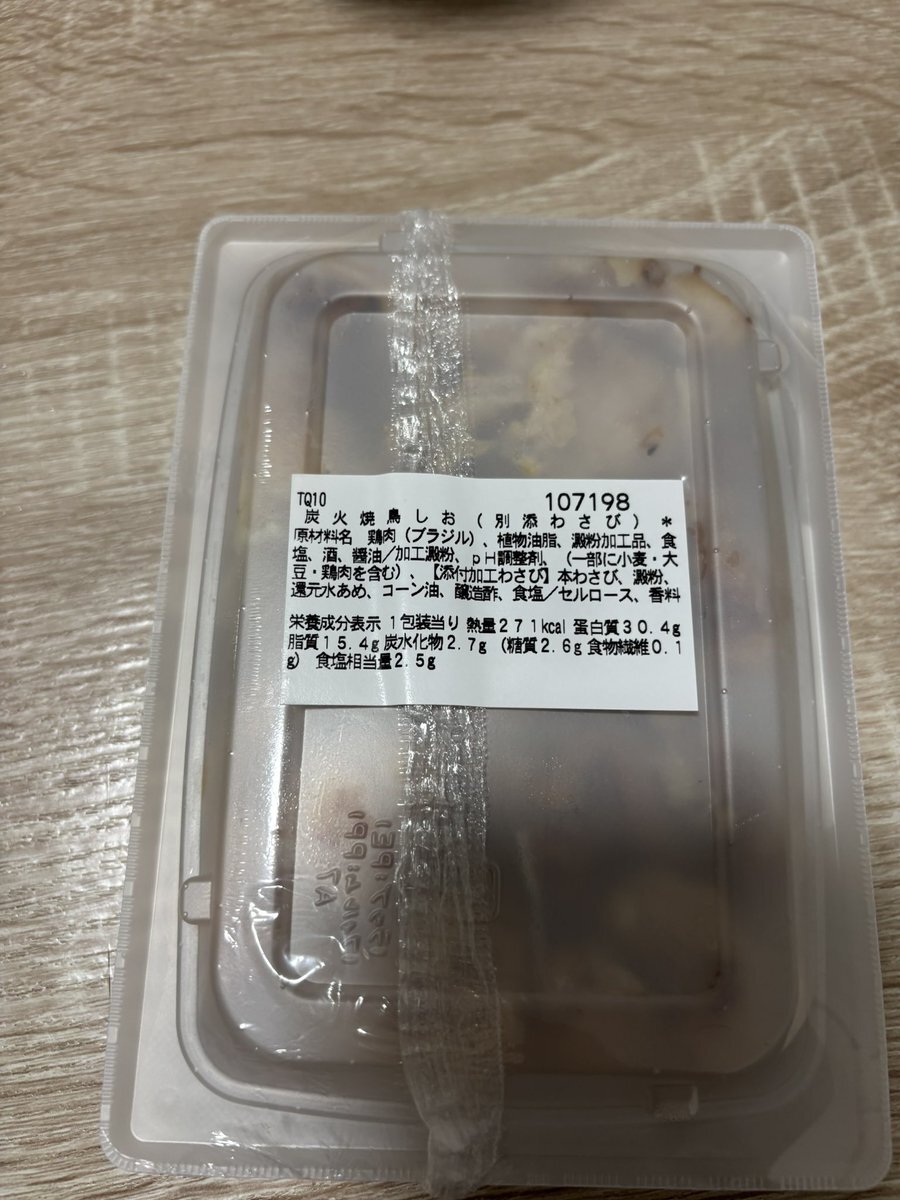 TQ10 107198
炭火焼鳥しお(別添わさび)*
原材料名 鶏肉(ブラジル)、植物油脂、澱粉加工品、食
塩、酒、醤油/加工澱粉、pH調整剤、(一部に小麦・大
豆・鶏肉を含む)、【添付加工わさび】本わさび、澱粉、
還元水あめ、コーン油、醸造酢、食塩/セルロース、香料
栄養成分表示 1包装当り 熱量271kcal 蛋白質30.4g
脂質15.4g炭水化物2.7g (糖質2.6g食物繊維0.1
g) 食塩相当量2.5g